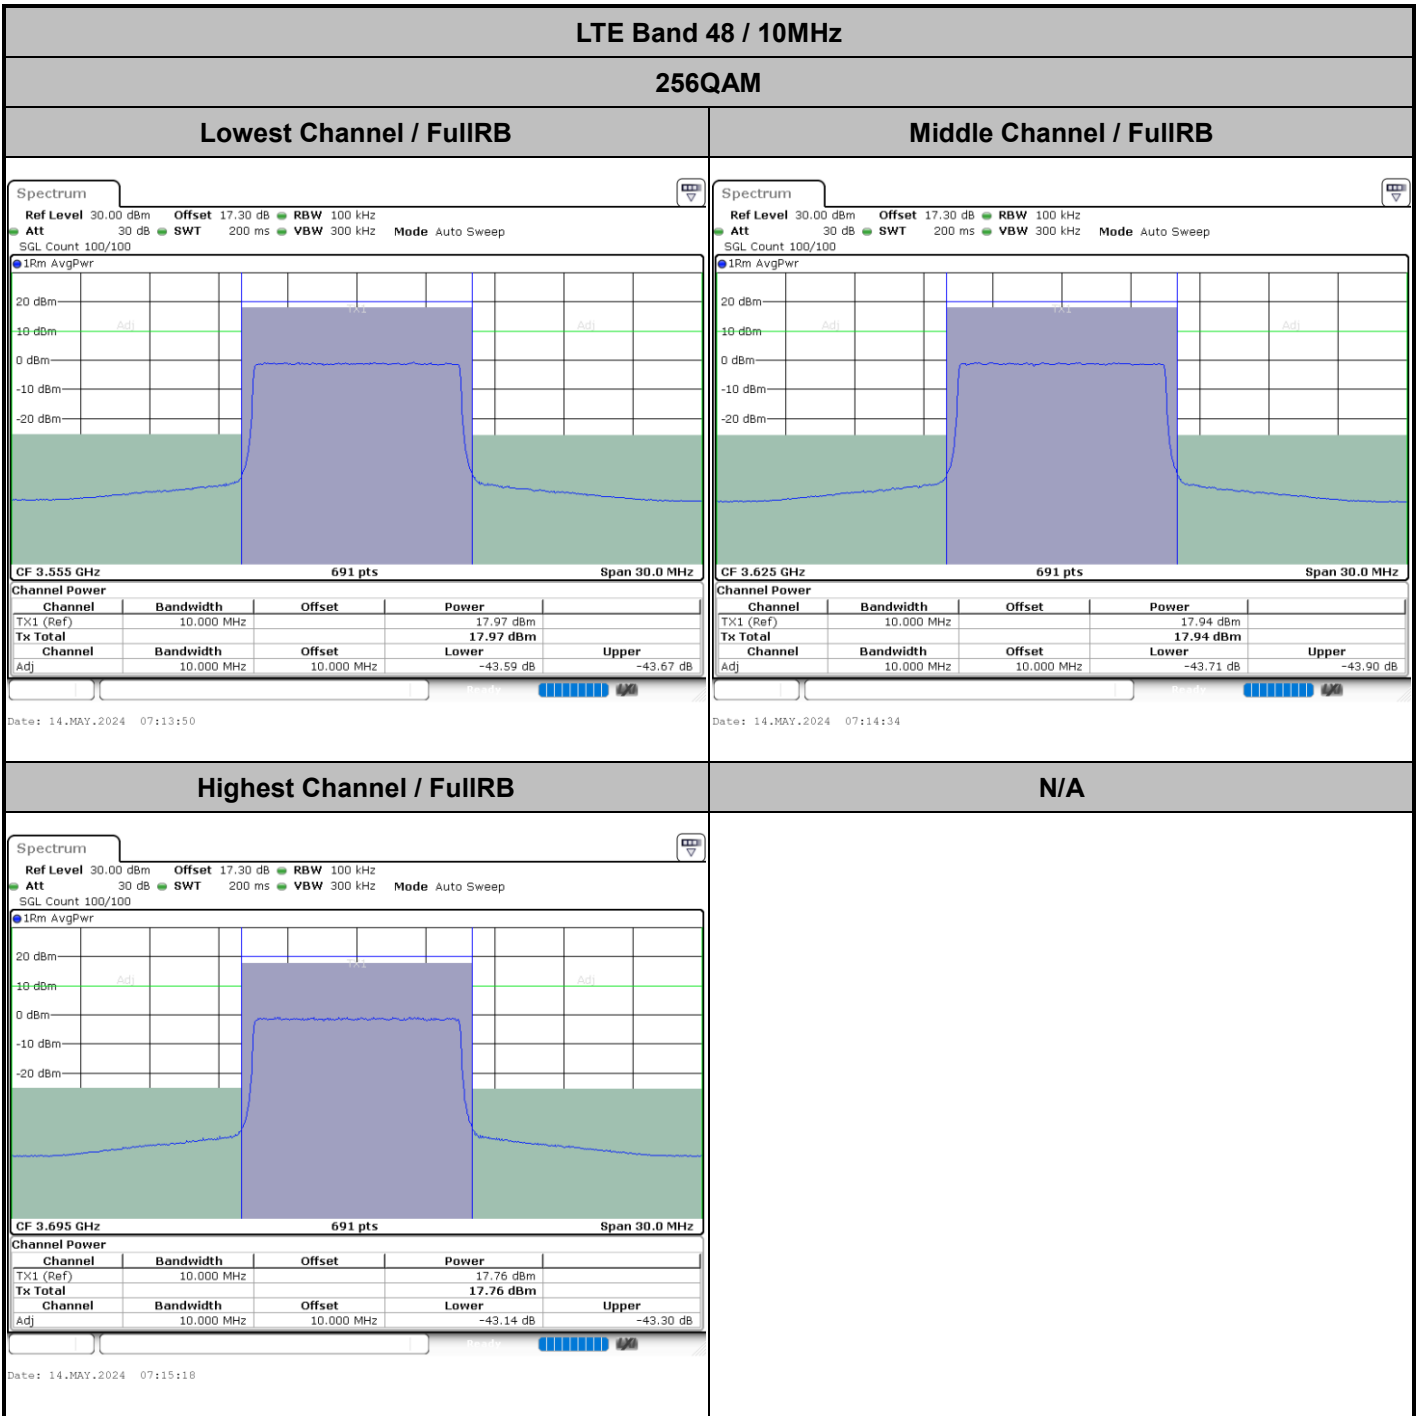 LTE Band 48 / 10MHz
256QAM
Lowest Channel / FullRB
Middle Channel / FullRB
Spectrum
Ref Level 30.00 dBm Offset 17.30 dB RBW 100 kHz
Att 30 dB SWT 200 ms VBW 300 kHz Mode Auto Sweep
SGL Count 100/100
1Rm AvgPwr
TX1
20 dBm
Adj Adj
10 dBm
0 dBm
-10 dBm
-20 dBm
CF 3.555 GHz 691 pts Span 30.0 MHz
Channel Power
Channel Bandwidth Offset Power
TX1 (Ref) 10.000 MHz 17.97 dBm
Tx Total 17.97 dBm
Channel Bandwidth Offset Lower Upper
Adj 10.000 MHz 10.000 MHz -43.59 dB -43.67 dB
Ready
Date: 14.MAY.2024 07:13:50
Spectrum
Ref Level 30.00 dBm Offset 17.30 dB RBW 100 kHz
Att 30 dB SWT 200 ms VBW 300 kHz Mode Auto Sweep
SGL Count 100/100
1Rm AvgPwr
TX1
20 dBm
Adj Adj
10 dBm
0 dBm
-10 dBm
-20 dBm
CF 3.625 GHz 691 pts Span 30.0 MHz
Channel Power
Channel Bandwidth Offset Power
TX1 (Ref) 10.000 MHz 17.94 dBm
Tx Total 17.94 dBm
Channel Bandwidth Offset Lower Upper
Adj 10.000 MHz 10.000 MHz -43.71 dB -43.90 dB
Ready
Date: 14.MAY.2024 07:14:34
Highest Channel / FullRB
N/A
Spectrum
Ref Level 30.00 dBm Offset 17.30 dB RBW 100 kHz
Att 30 dB SWT 200 ms VBW 300 kHz Mode Auto Sweep
SGL Count 100/100
1Rm AvgPwr
20 dBm
TX1
Adj Adj
10 dBm
0 dBm
-10 dBm
-20 dBm
CF 3.695 GHz 691 pts Span 30.0 MHz
Channel Power
Channel Bandwidth Offset Power
TX1 (Ref) 10.000 MHz 17.76 dBm
Tx Total 17.76 dBm
Channel Bandwidth Offset Lower Upper
Adj 10.000 MHz 10.000 MHz -43.14 dB -43.30 dB
Ready
Date: 14.MAY.2024 07:15:18